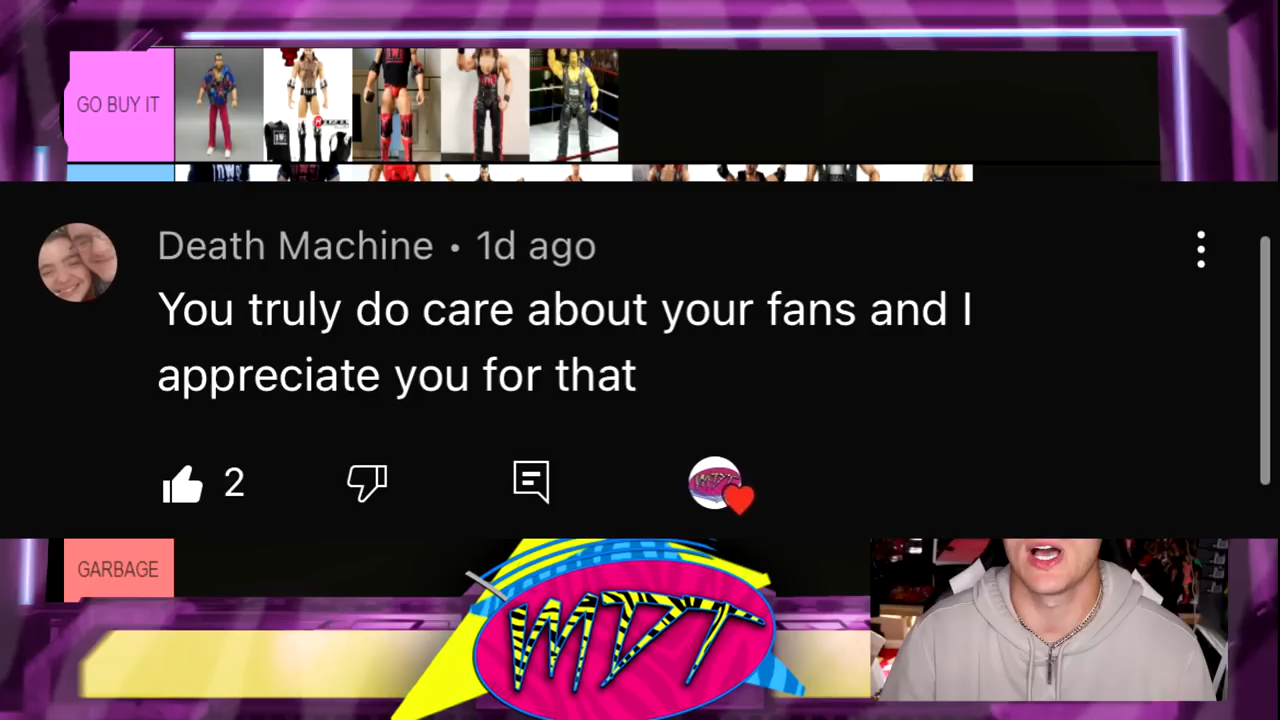 GO BUY IT
Death Machine • 1d ago
You truly do care about your fans and I
appreciate you for that
2
GARBAGE
MDT